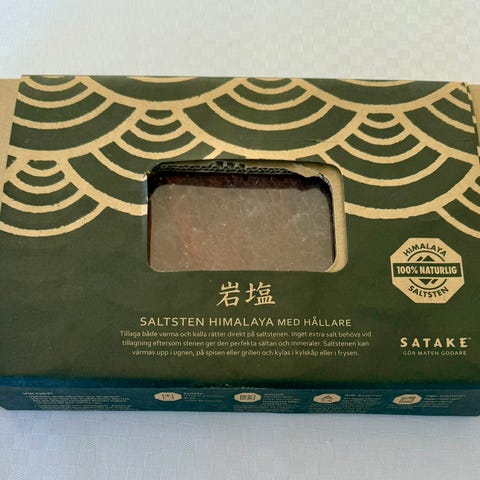 岩塩
SALTSTEN HIMALAYA MED HÅLLARE
Tillaga både varma och kalla rätter direkt på saltstenen. Inget extra salt behövs vid
tillagning eftersom stenen ger den perfekta sältan och mineraler. Saltstenen kan
värmas upp i ugnen, på spisen eller grillen och kylas i kylskåp eller i frysen.
HIMALAYA
100% NATURLIG
SALTSTEN
SATAKE
GÖR MATEN GODARE
VIKTIGT!